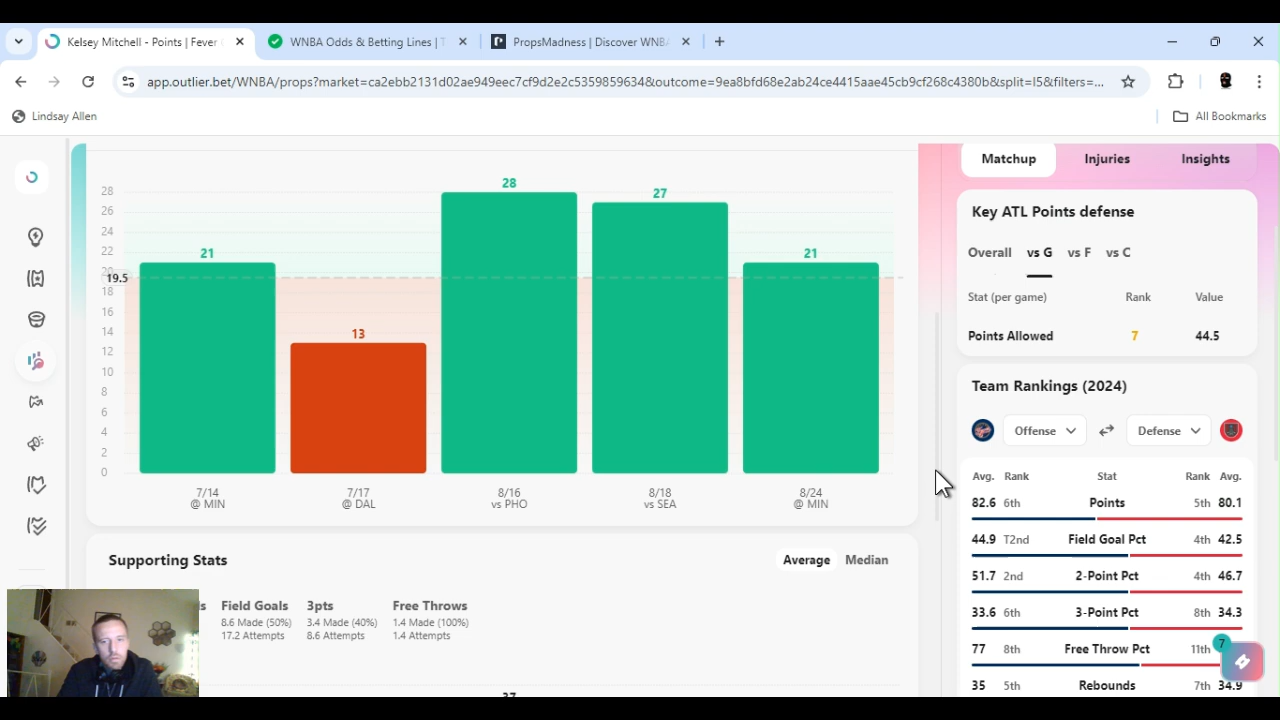 Kelsey Mitchell - Points | Fever
WNBA Odds & Betting Lines | T
PropsMadness | Discover WNBA
app.outlier.bet/WNBA/props?market=ca2ebb2131d02ae949eec7cf9d2e2c5359859634&outcome=9ea8bfd68e2ab24ce4415aae45cb9cf268c4380b&split=l5&filters=...
Lindsay Allen
All Bookmarks
Matchup Injuries Insights
28
26
24
22
20
19.5
18
16
14
12
10
8
6
4
2
0
21 13 28 27 21
7/14 7/17 8/16 8/18 8/24
@ MIN @ DAL vs PHO vs SEA @ MIN
Key ATL Points defense
Overall vs G vs F vs C
Stat (per game) Rank Value
Points Allowed 7 44.5
Team Rankings (2024)
Offense Defense
Avg. Rank Stat Rank Avg.
82.6 6th Points 5th 80.1
44.9 T2nd Field Goal Pct 4th 42.5
51.7 2nd 2-Point Pct 4th 46.7
33.6 6th 3-Point Pct 8th 34.3
77 8th Free Throw Pct 11th
7
35 5th Rebounds 7th 34.9
Supporting Stats Average Median
Field Goals 3pts Free Throws
8.6 Made (50%) 3.4 Made (40%) 1.4 Made (100%)
17.2 Attempts 8.6 Attempts 1.4 Attempts